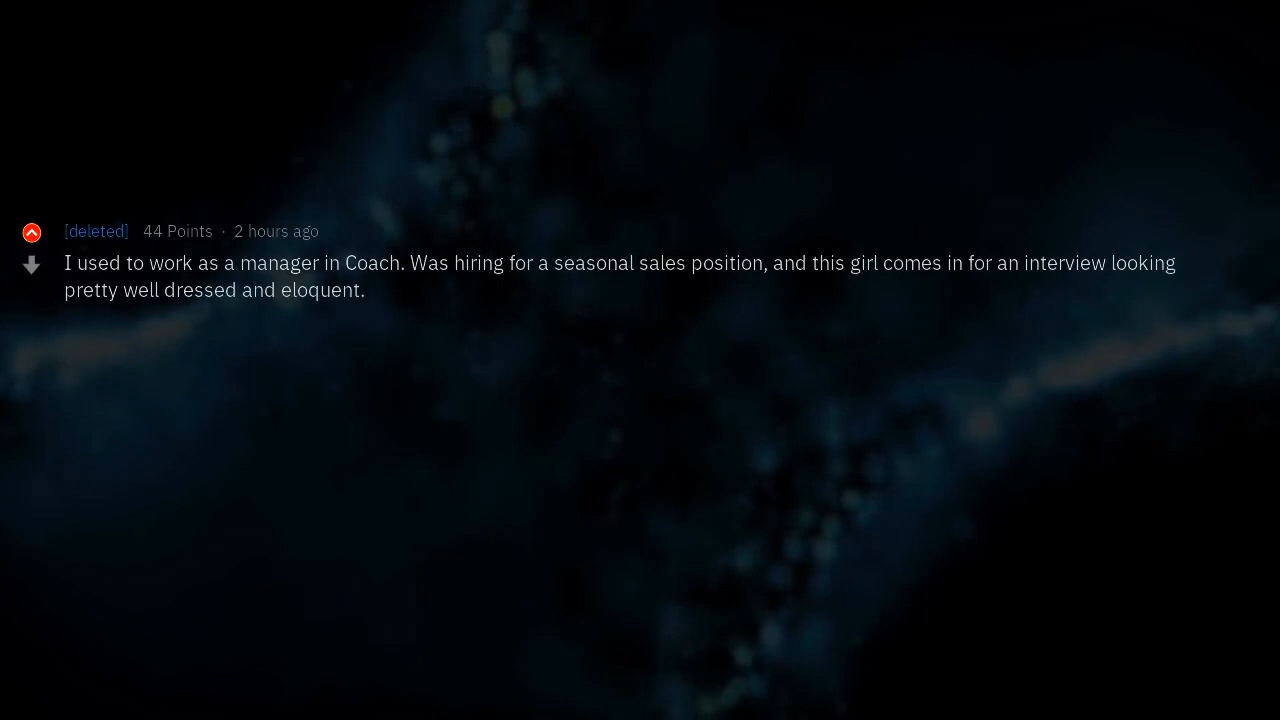 [deleted] 44 Points · 2 hours ago
I used to work as a manager in Coach. Was hiring for a seasonal sales position, and this girl comes in for an interview looking
pretty well dressed and eloquent.